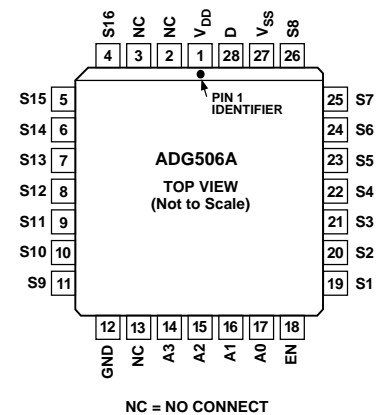 S16 NC NC VDD D VSS S8
4 3 2 1 28 27 26
PIN 1
IDENTIFIER
S15 5
S14 6
S13 7
S12 8
S11 9
S10 10
S9 11
ADG506A
TOP VIEW
(Not to Scale)
25 S7
24 S6
23 S5
22 S4
21 S3
20 S2
19 S1
12 13 14 15 16 17 18
GND NC A3 A2 A1 A0 EN
NC = NO CONNECT